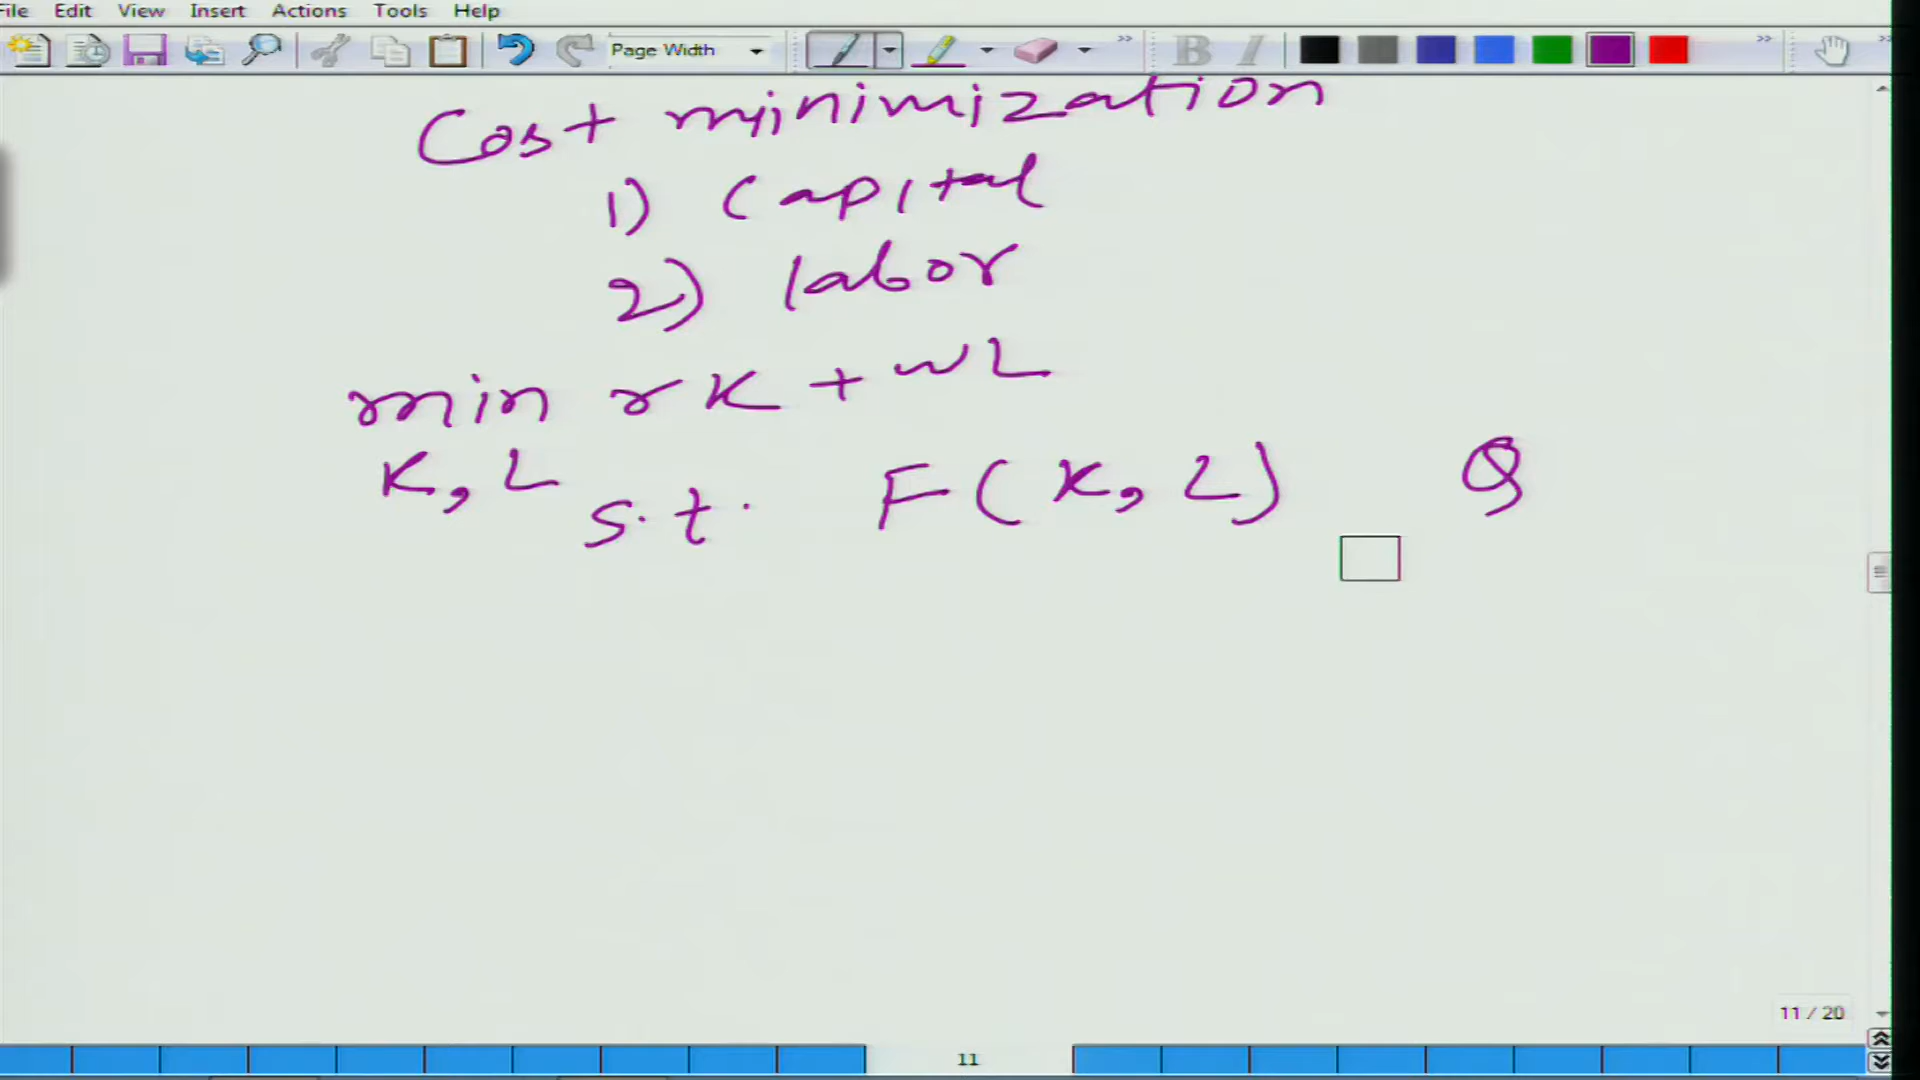 File Edit View Insert Actions Tools Help
Page Width B I
Cost minimization
1) Capital
2) labor
min rK + wL
K, L
s.t. F(K, L) Q
11 / 20
11